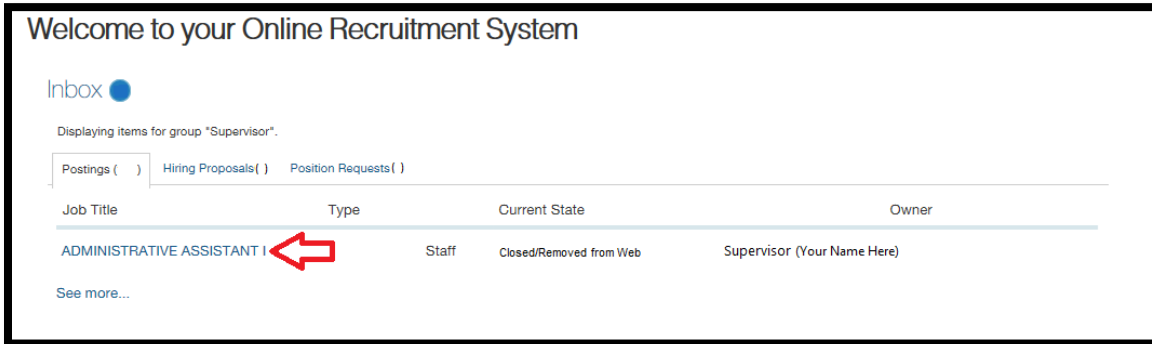 Welcome to your Online Recruitment System
Inbox
Displaying items for group "Supervisor".
Postings ( ) Hiring Proposals( ) Position Requests( )
Job Title Type Current State Owner
ADMINISTRATIVE ASSISTANT I Staff Closed/Removed from Web Supervisor (Your Name Here)
See more...